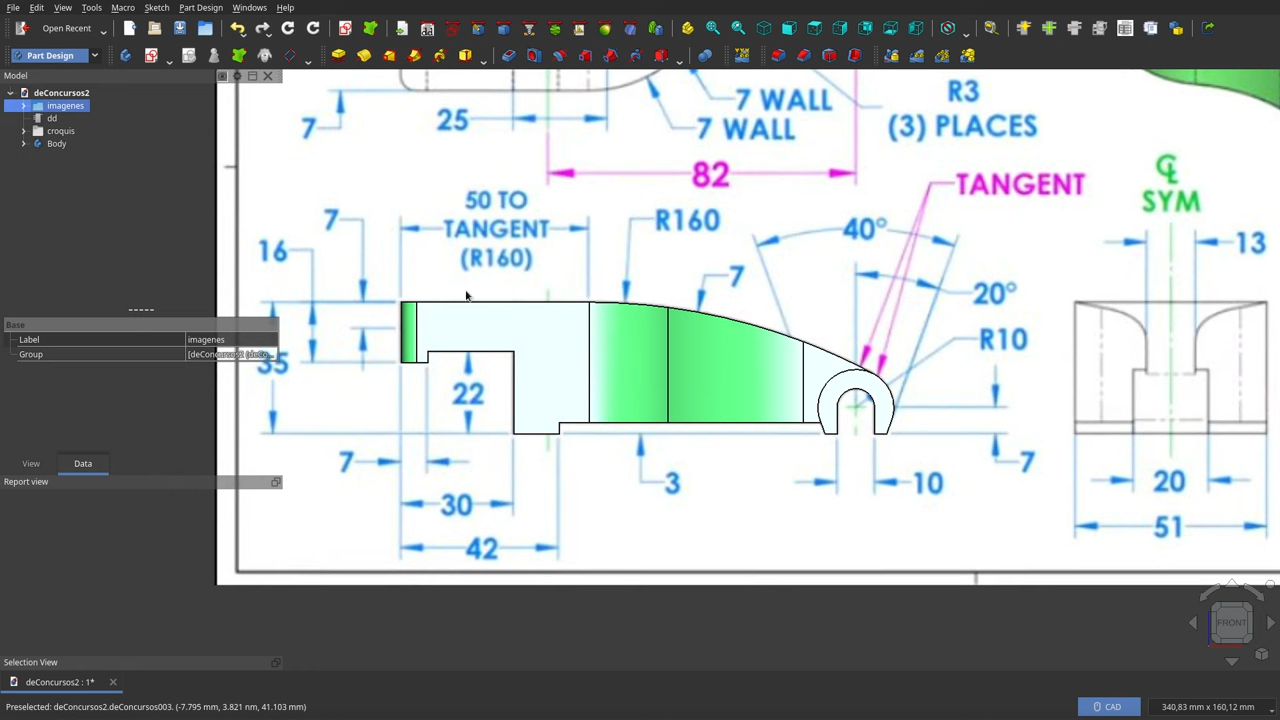 File Edit View Tools Macro Sketch Part Design Windows Help
Open Recent
Part Design
Model
deConcursos2
imagenes
dd
croquis
Body
Base
Label imagenes
Group
View Data
Report view
Selection View
7 25 7 WALL
7 WALL
R3
(3) PLACES
82
TANGENT
℄
SYM
50 TO
TANGENT
(R160)
7
R160
40°
13
16
7
20°
R10
35
22
7
3
10
7
20
30
51
42
FRONT
deConcursos2 : 1*
Preselected: deConcursos2.deConcursos003. (-7.795 mm, 3.821 mm, 41.103 mm)
CAD
340,83 mm x 160,12 mm